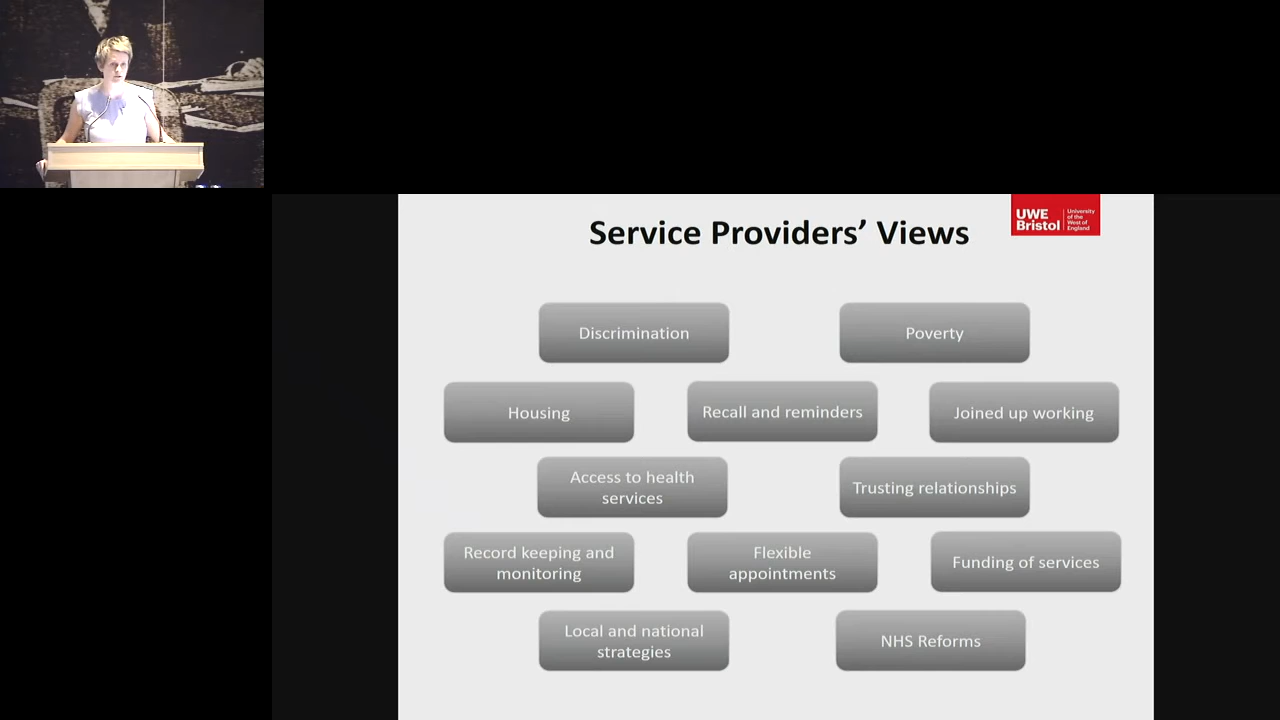 Service Providers' Views
UWE
Bristol
University
of the
West of
England
Discrimination
Poverty
Housing
Recall and reminders
Joined up working
Access to health
services
Trusting relationships
Record keeping and
monitoring
Flexible
appointments
Funding of services
Local and national
strategies
NHS Reforms